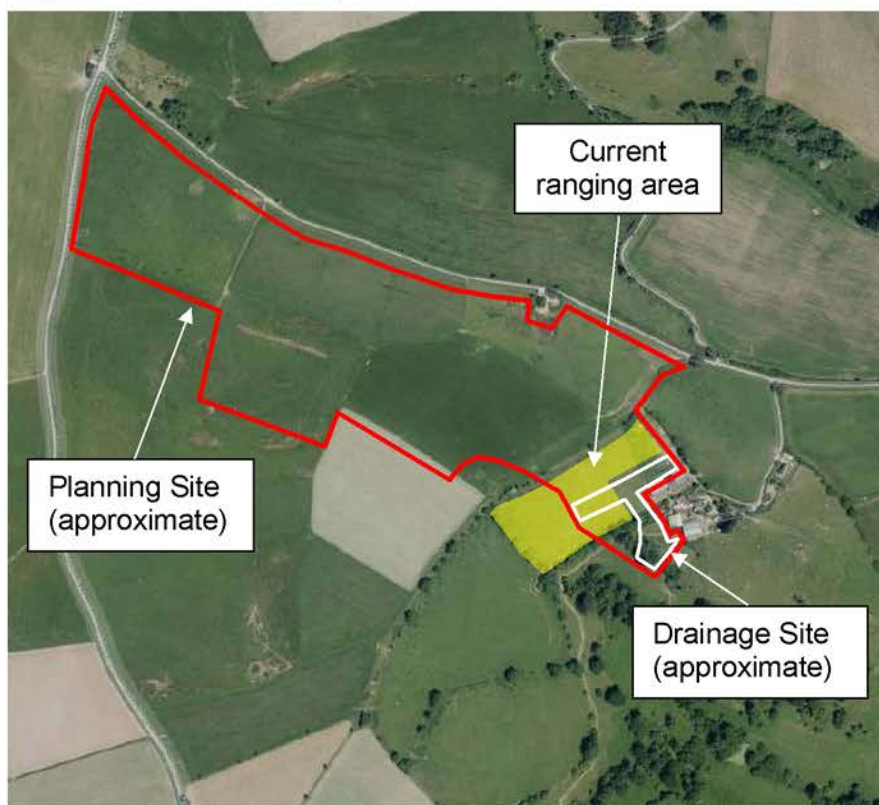 Current
ranging area
Planning Site
(approximate)
Drainage Site
(approximate)